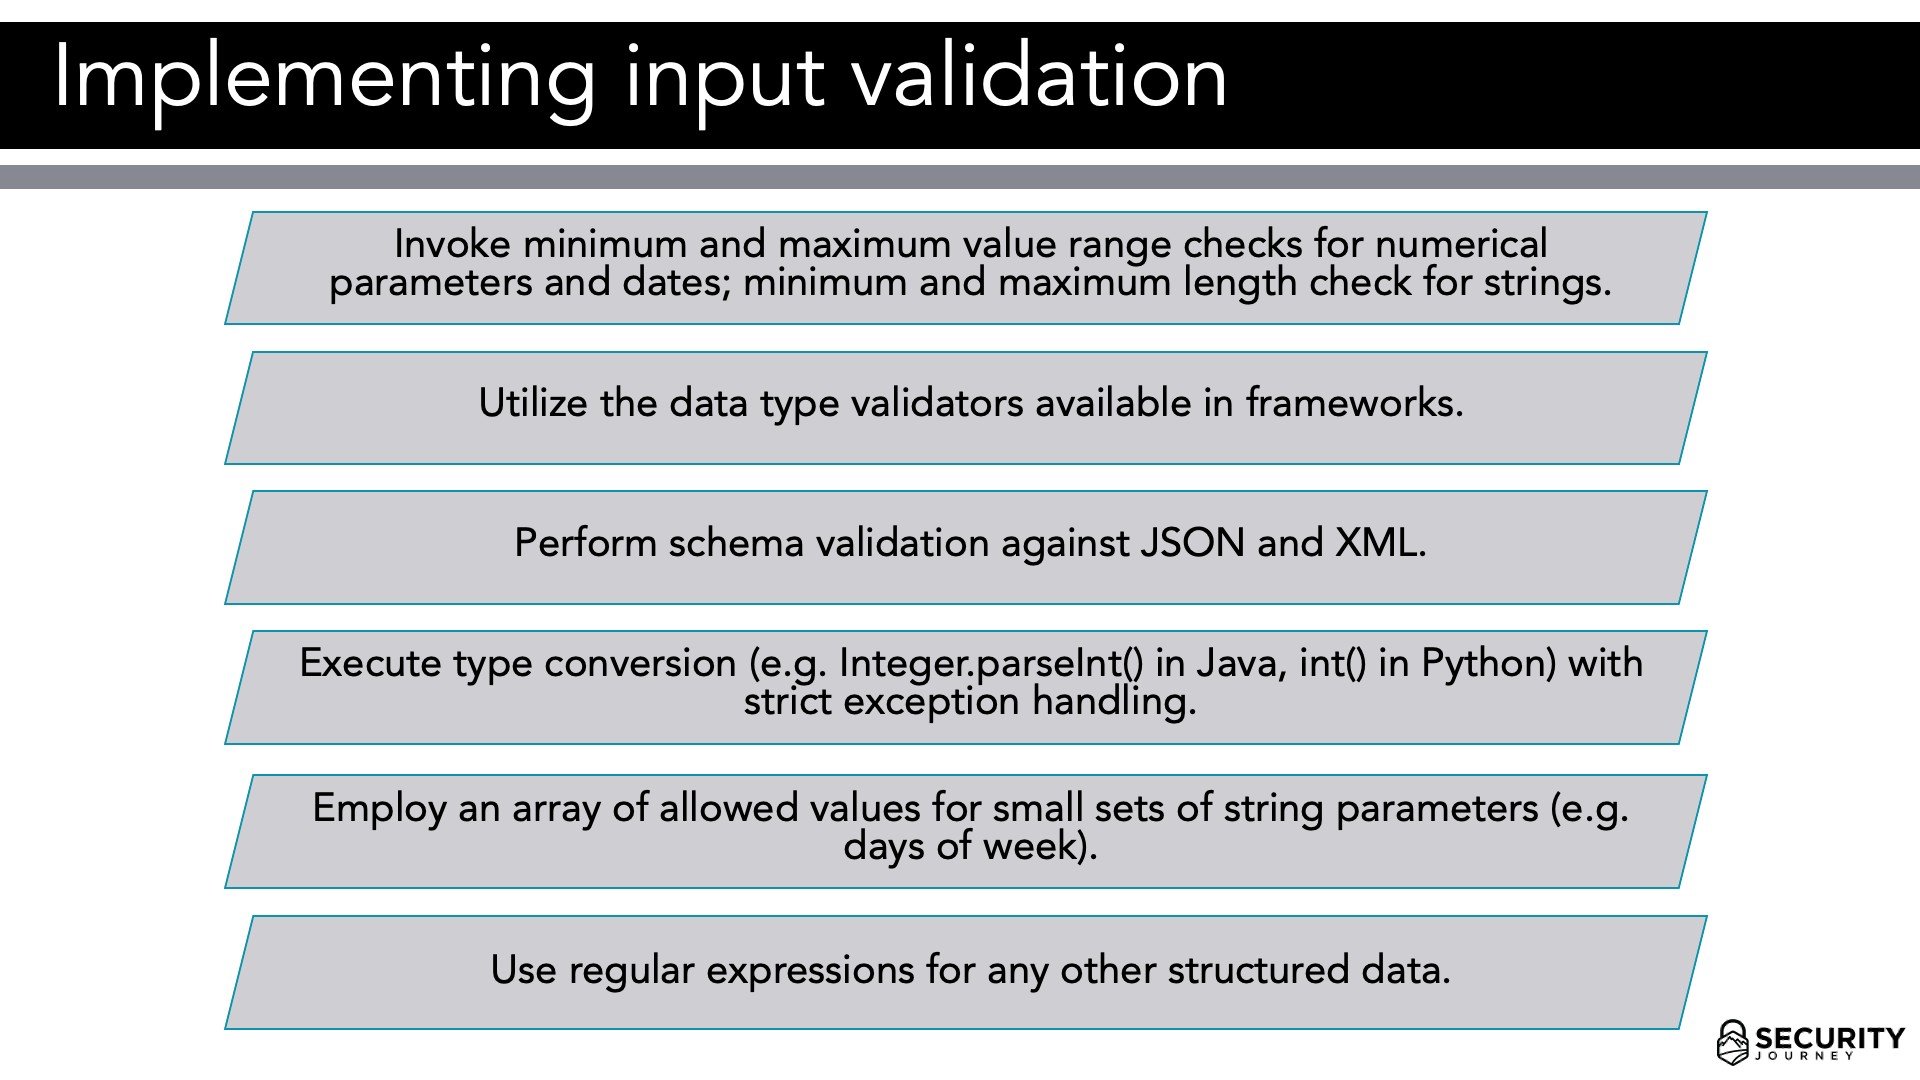 Implementing input validation
Invoke minimum and maximum value range checks for numerical
parameters and dates; minimum and maximum length check for strings.
Utilize the data type validators available in frameworks.
Perform schema validation against JSON and XML.
Execute type conversion (e.g. Integer.parseInt() in Java, int() in Python) with
strict exception handling.
Employ an array of allowed values for small sets of string parameters (e.g.
days of week).
Use regular expressions for any other structured data.
SECURITY
JOURNEY